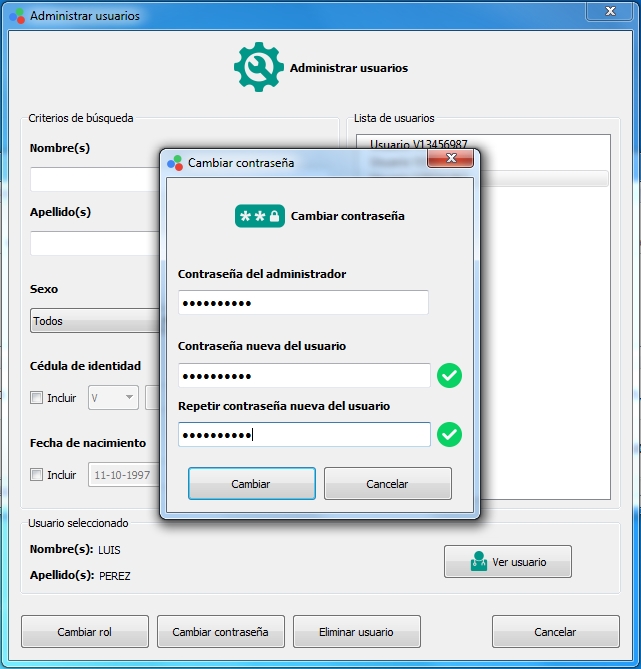 Administrar usuarios
Administrar usuarios
Criterios de búsqueda
Nombre(s)
Apellido(s)
Sexo
Todos
Cédula de identidad
Incluir
V
Fecha de nacimiento
Incluir
11-10-1997
Lista de usuarios
Usuario V13456987
Cambiar contraseña
**
Cambiar contraseña
Contraseña del administrador
••••••••••
Contraseña nueva del usuario
••••••••••
Repetir contraseña nueva del usuario
••••••••••
Cambiar
Cancelar
Usuario seleccionado
Nombre(s): LUIS
Apellido(s): PEREZ
Ver usuario
Cambiar rol
Cambiar contraseña
Eliminar usuario
Cancelar